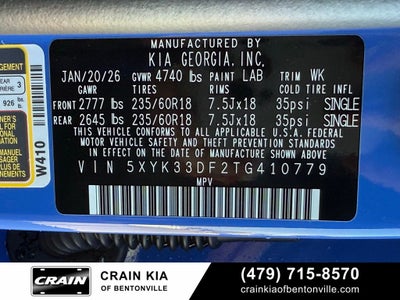 MANUFACTURED BY
KIA GEORGIA, INC.
JAN/20/26 GVWR 4740 lbs PAINT LAB TRIM WK
GAWR TIRES RIMS COLD TIRE INFL
FRONT 2777 lbs 235/60R18 7.5Jx18 35psi SINGLE
REAR 2645 lbs 235/60R18 7.5Jx18 35psi SINGLE
THIS VEHICLE CONFORMS TO ALL APPLICABLE FEDERAL
MOTOR VEHICLE SAFETY, BUMPER, AND THEFT PREVENTION
STANDARDS IN EFFECT ON THE DATE OF MANUFACTURE SHOWN ABOVE.
VIN 5XYK33DF2TG410779
MPV
W410
3
926 lbs.
CRAIN
CRAIN KIA
OF BENTONVILLE
(479) 715-8570
crainkiaofbentonville.com